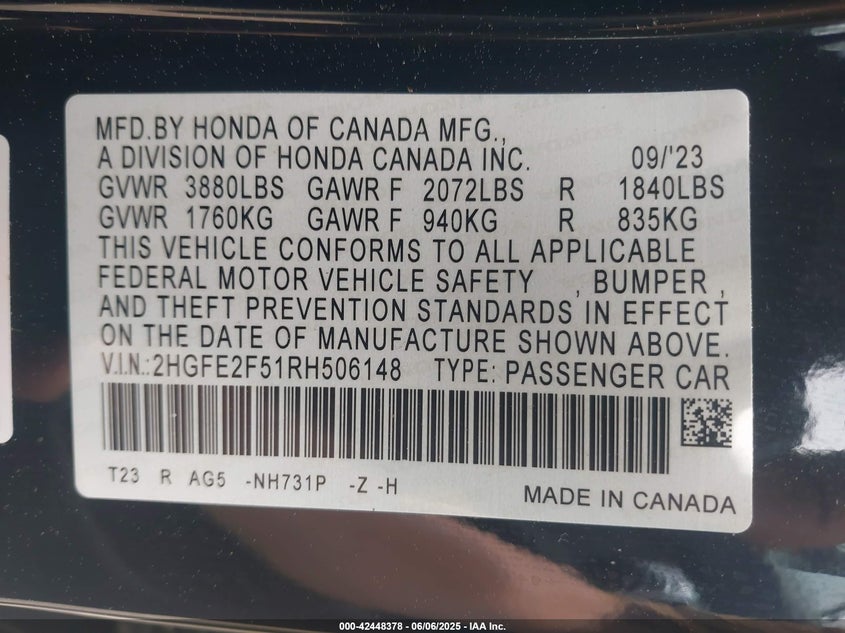 MFD.BY HONDA OF CANADA MFG.,
A DIVISION OF HONDA CANADA INC. 09/'23
GVWR 3880LBS GAWR F 2072LBS R 1840LBS
GVWR 1760KG GAWR F 940KG R 835KG
THIS VEHICLE CONFORMS TO ALL APPLICABLE
FEDERAL MOTOR VEHICLE SAFETY , BUMPER ,
AND THEFT PREVENTION STANDARDS IN EFFECT
ON THE DATE OF MANUFACTURE SHOWN ABOVE.
V.I.N.:2HGFE2F51RH506148 TYPE: PASSENGER CAR
T23 R AG5 -NH731P -Z -H
MADE IN CANADA
000-42448378 - 06/06/2025 - IAA Inc.